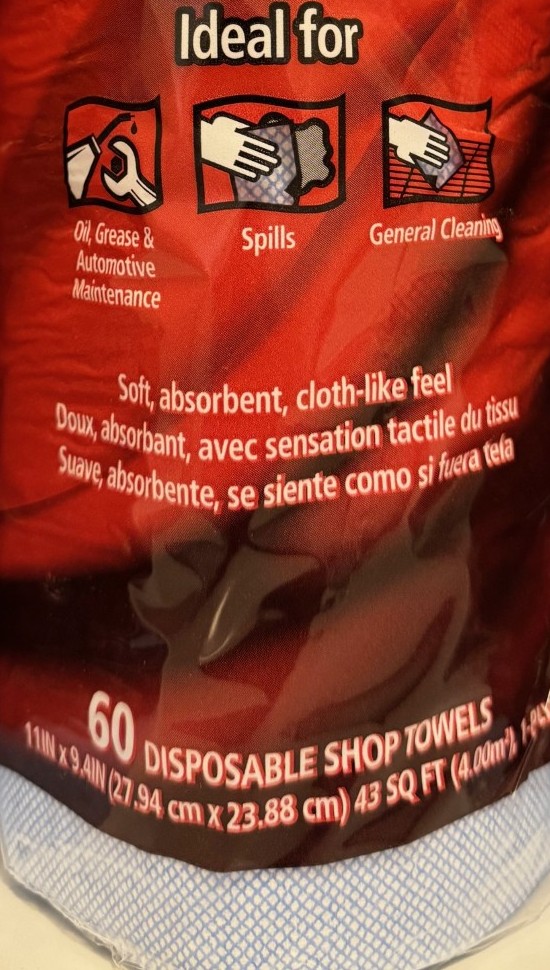 Ideal for
Oil, Grease &
Automotive
Maintenance
Spills
General Cleaning
Soft, absorbent, cloth-like feel
Doux, absorbant, avec sensation tactile du tissu
Suave, absorbente, se siente como si fuera tela
60 DISPOSABLE SHOP TOWELS
11IN x 9.4IN (27.94 cm x 23.88 cm) 43 SQ FT (4.00m²), 1-PLY